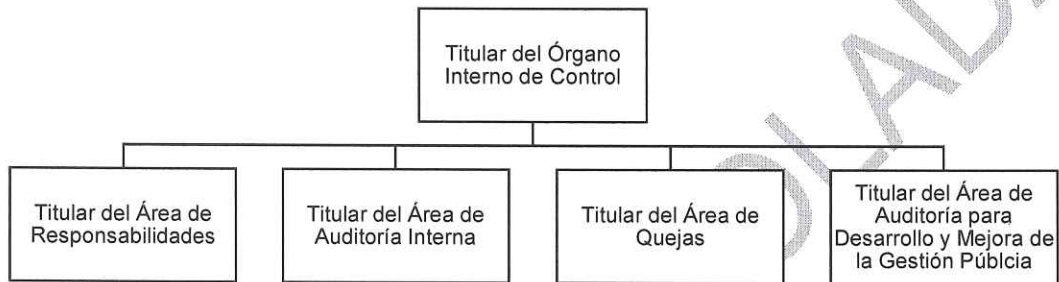 Titular del Órgano
Interno de Control
Titular del Área de
Responsabilidades
Titular del Área de
Auditoría Interna
Titular del Área de
Quejas
Titular del Área de
Auditoría para
Desarrollo y Mejora de
la Gestión Públcia